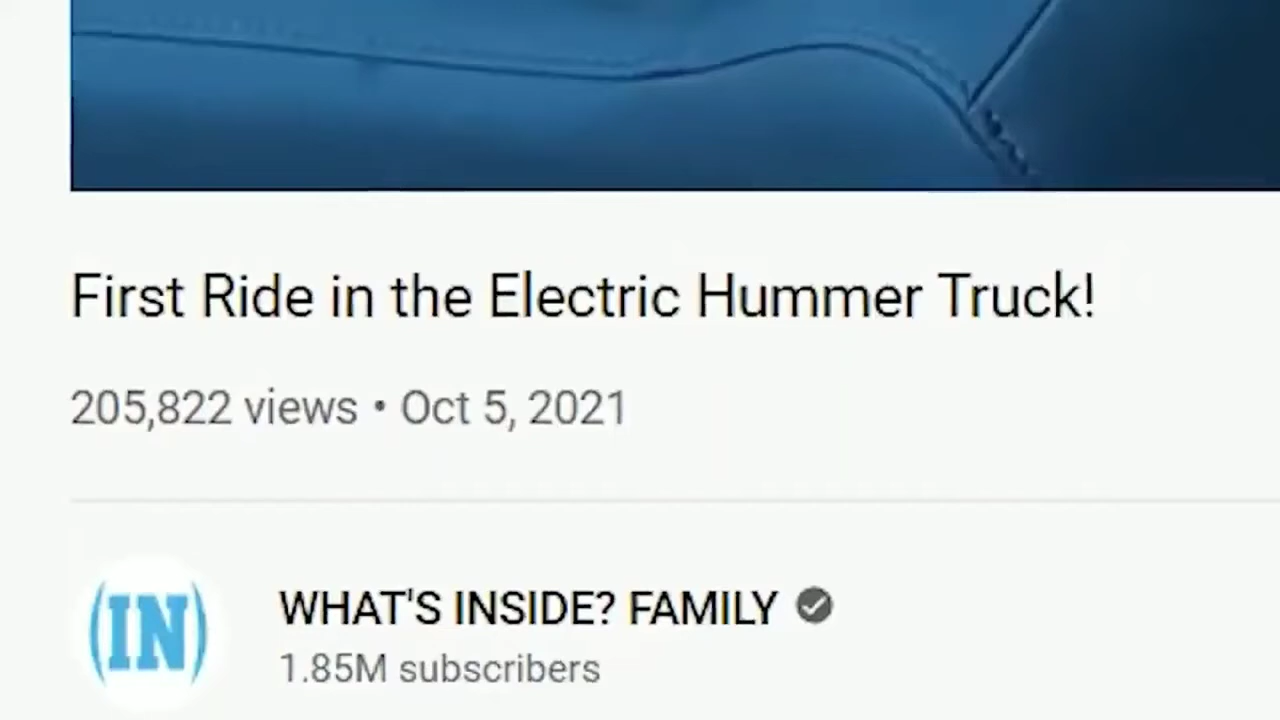 First Ride in the Electric Hummer Truck!
205,822 views • Oct 5, 2021
(IN)
WHAT'S INSIDE? FAMILY
1.85M subscribers